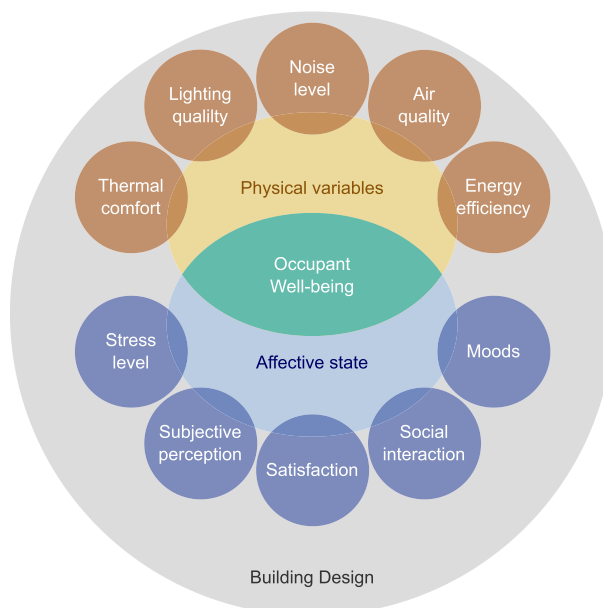 Noise
level
Lighting
qualilty
Air
quality
Thermal
comfort
Physical variables
Energy
efficiency
Occupant
Well-being
Stress
level
Affective state
Moods
Subjective
perception
Satisfaction
Social
interaction
Building Design